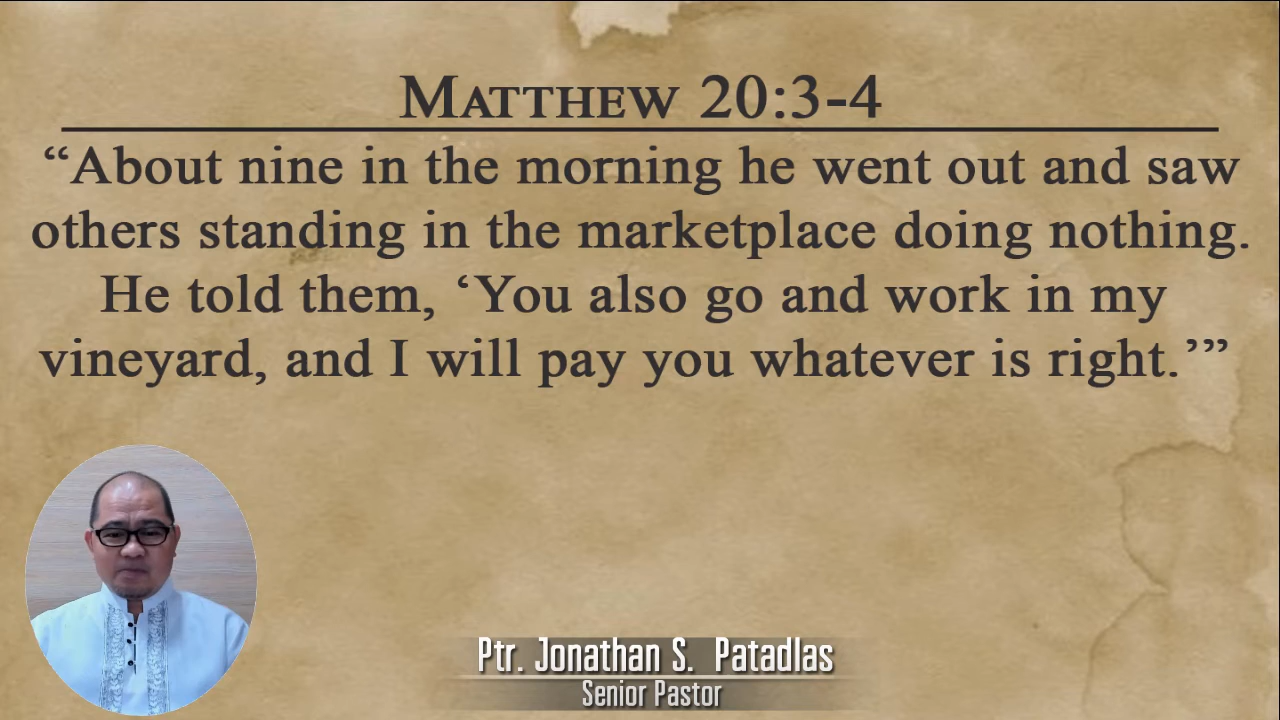 MATTHEW 20:3-4
“About nine in the morning he went out and saw
others standing in the marketplace doing nothing.
He told them, ‘You also go and work in my
vineyard, and I will pay you whatever is right.’”
Ptr. Jonathan S. Patadlas
Senior Pastor